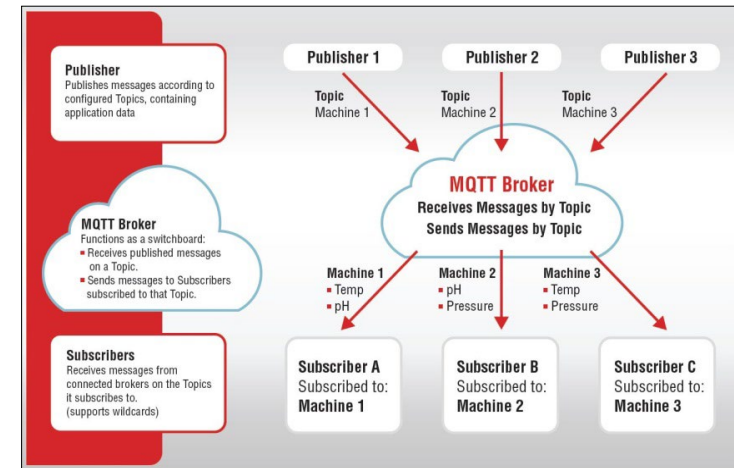 Publisher
Publishes messages according to
configured Topics, containing
application data
MQTT Broker
Functions as a switchboard:
▪ Receives published messages
on a Topic.
▪ Sends messages to Subscribers
subscribed to that Topic.
Subscribers
Receives messages from
connected brokers on the Topics
it subscribes to.
(supports wildcards)
Publisher 1
Publisher 2
Publisher 3
Topic
Machine 1
Topic
Machine 2
Topic
Machine 3
MQTT Broker
Receives Messages by Topic
Sends Messages by Topic
Machine 1
▪ Temp
▪ pH
Machine 2
▪ pH
▪ Pressure
Machine 3
▪ Temp
▪ Pressure
Subscriber A
Subscribed to:
Machine 1
Subscriber B
Subscribed to:
Machine 2
Subscriber C
Subscribed to:
Machine 3